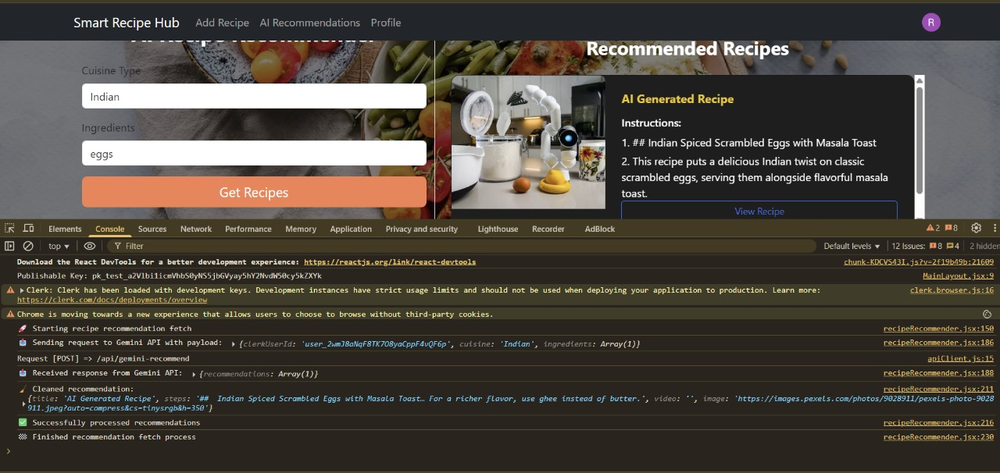 Smart Recipe Hub Add Recipe AI Recommendations Profile R
AI Recipe Recommender
Cuisine Type
Indian
Ingredients
eggs
Get Recipes
Recommended Recipes
AI Generated Recipe
Instructions:
1. ## Indian Spiced Scrambled Eggs with Masala Toast
2. This recipe puts a delicious Indian twist on classic
scrambled eggs, serving them alongside flavorful masala
toast.
View Recipe
Elements Console Sources Network Performance Memory Application Privacy and security Lighthouse Recorder AdBlock 2 8
top Filter Default levels 12 Issues: 8 4 2 hidden
Download the React DevTools for a better development experience: https://reactjs.org/link/react-devtools chunk-KDCV543I.js?v=2f19b49b:21609
Publishable Key: pk_test_a2V1bi1icmVhbS0yNS5jbGVyay5hY2NvdW50cy5kZXYk MainLayout.jsx:9
Clerk: Clerk has been loaded with development keys. Development instances have strict usage limits and should not be used when deploying your application to production. Learn more: clerk.browser.js:16
https://clerk.com/docs/deployments/overview
Chrome is moving towards a new experience that allows users to choose to browse without third-party cookies.
🚀 Starting recipe recommendation fetch recipeRecommender.jsx:150
Sending request to Gemini API with payload: {clerkUserId: 'user_2wmJ8aNqF8TK7O8yaCppF4vQF6p', cuisine: 'Indian', ingredients: Array(1)} recipeRecommender.jsx:186
Request [POST] => /api/gemini-recommend apiClient.js:15
Received response from Gemini API: {recommendations: Array(1)} recipeRecommender.jsx:188
Cleaned recommendation: recipeRecommender.jsx:211
{title: 'AI Generated Recipe', steps: '##  Indian Spiced Scrambled Eggs with Masala Toast… For a richer flavor, use ghee instead of butter.', video: '', image: 'https://images.pexels.com/photos/9028911/pexels-photo-9028
911.jpeg?auto=compress&cs=tinysrgb&h=350'}
✅ Successfully processed recommendations recipeRecommender.jsx:216
🏁 Finished recommendation fetch process recipeRecommender.jsx:230